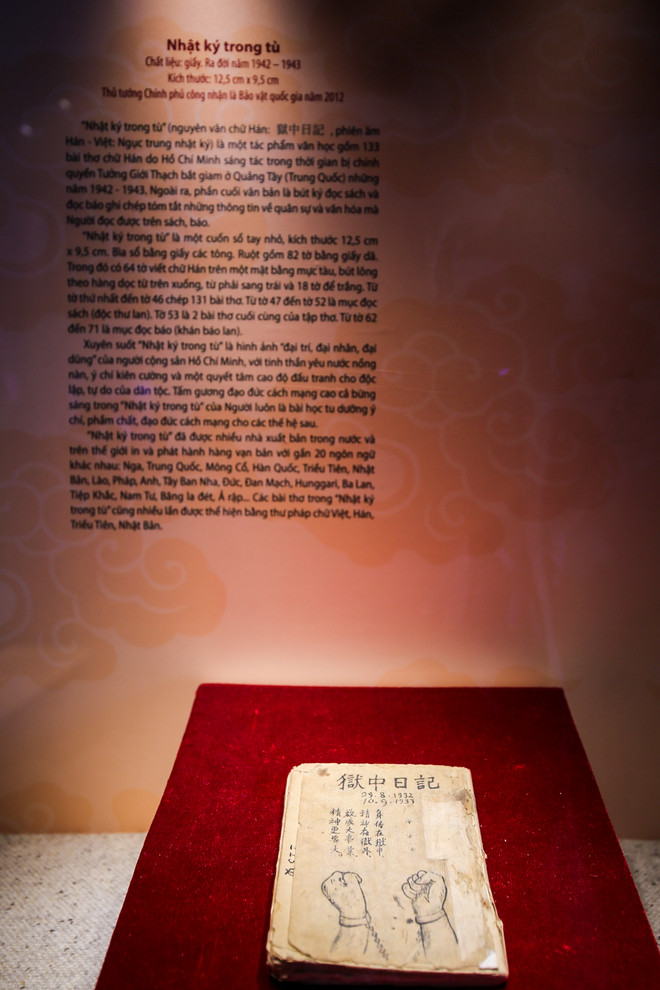 Nhật ký trong tù
Chất liệu: giấy. Ra đời năm 1942 – 1943
Kích thước: 12,5 cm x 9,5 cm
Thủ tướng Chính phủ công nhận là Bảo vật quốc gia năm 2012
"Nhật ký trong tù" (nguyên văn chữ Hán: 獄中日記 , phiên âm
Hán - Việt: Ngục trung nhật ký) là một tác phẩm văn học gồm 133
bài thơ chữ Hán do Hồ Chí Minh sáng tác trong thời gian bị chính
quyền Tưởng Giới Thạch bắt giam ở Quảng Tây (Trung Quốc) những
năm 1942 - 1943. Ngoài ra, phần cuối văn bản là bút ký đọc sách và
đọc báo ghi chép tóm tắt những thông tin về quân sự và văn hóa mà
Người đọc được trên sách, báo.
"Nhật ký trong tù" là một cuốn sổ tay nhỏ, kích thước 12,5 cm
x 9,5 cm. Bìa sổ bằng giấy các tông. Ruột gồm 82 tờ bằng giấy dã.
Trong đó có 64 tờ viết chữ Hán trên một mặt bằng mực tàu, bút lông
theo hàng dọc từ trên xuống, từ phải sang trái và 18 tờ để trắng. Từ
tờ thứ nhất đến tờ 46 chép 131 bài thơ. Từ tờ 47 đến tờ 52 là mục đọc
sách (độc thư lan). Tờ 53 là 2 bài thơ cuối cùng của tập thơ. Từ tờ 62
đến 71 là mục đọc báo (khán báo lan).
Xuyên suốt "Nhật ký trong tù" là hình ảnh "đại trí, đại nhân, đại
dũng" của người cộng sản Hồ Chí Minh, với tinh thần yêu nước nồng
nàn, ý chí kiên cường và một quyết tâm cao độ đấu tranh cho độc
lập, tự do của dân tộc. Tấm gương đạo đức cách mạng cao cả bừng
sáng trong "Nhật ký trong tù" của Người luôn là bài học tu dưỡng ý
chí, phẩm chất, đạo đức cách mạng cho các thế hệ sau.
"Nhật ký trong tù" đã được nhiều nhà xuất bản trong nước và
trên thế giới in và phát hành hàng vạn bản với gần 20 ngôn ngữ
khác nhau: Nga, Trung Quốc, Mông Cổ, Hàn Quốc, Triều Tiên, Nhật
Bản, Lào, Pháp, Anh, Tây Ban Nha, Đức, Đan Mạch, Hunggari, Ba Lan,
Tiệp Khắc, Nam Tư, Băng la đét, Ả rập... Các bài thơ trong "Nhật ký
trong tù" cũng nhiều lần được thể hiện bằng thư pháp chữ Việt, Hán,
Triều Tiên, Nhật Bản.
獄中日記
29.8.1932
10.9.1933
身体在獄中
精神在獄外
欲成大事業
精神更要大